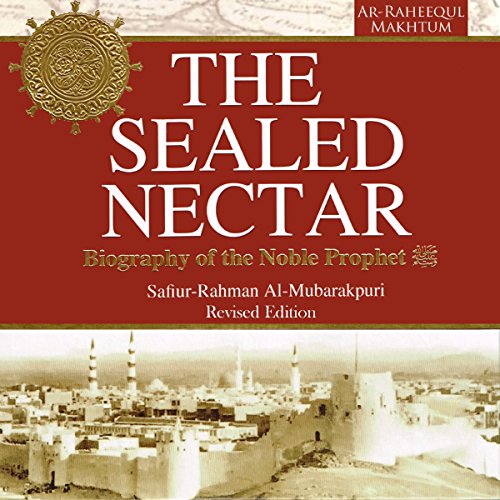 AR-RAHEEQUL
MAKHTUM
THE
SEALED
NECTAR
Biography of the Noble Prophet ﷺ
Safiur-Rahman Al-Mubarakpuri
Revised Edition